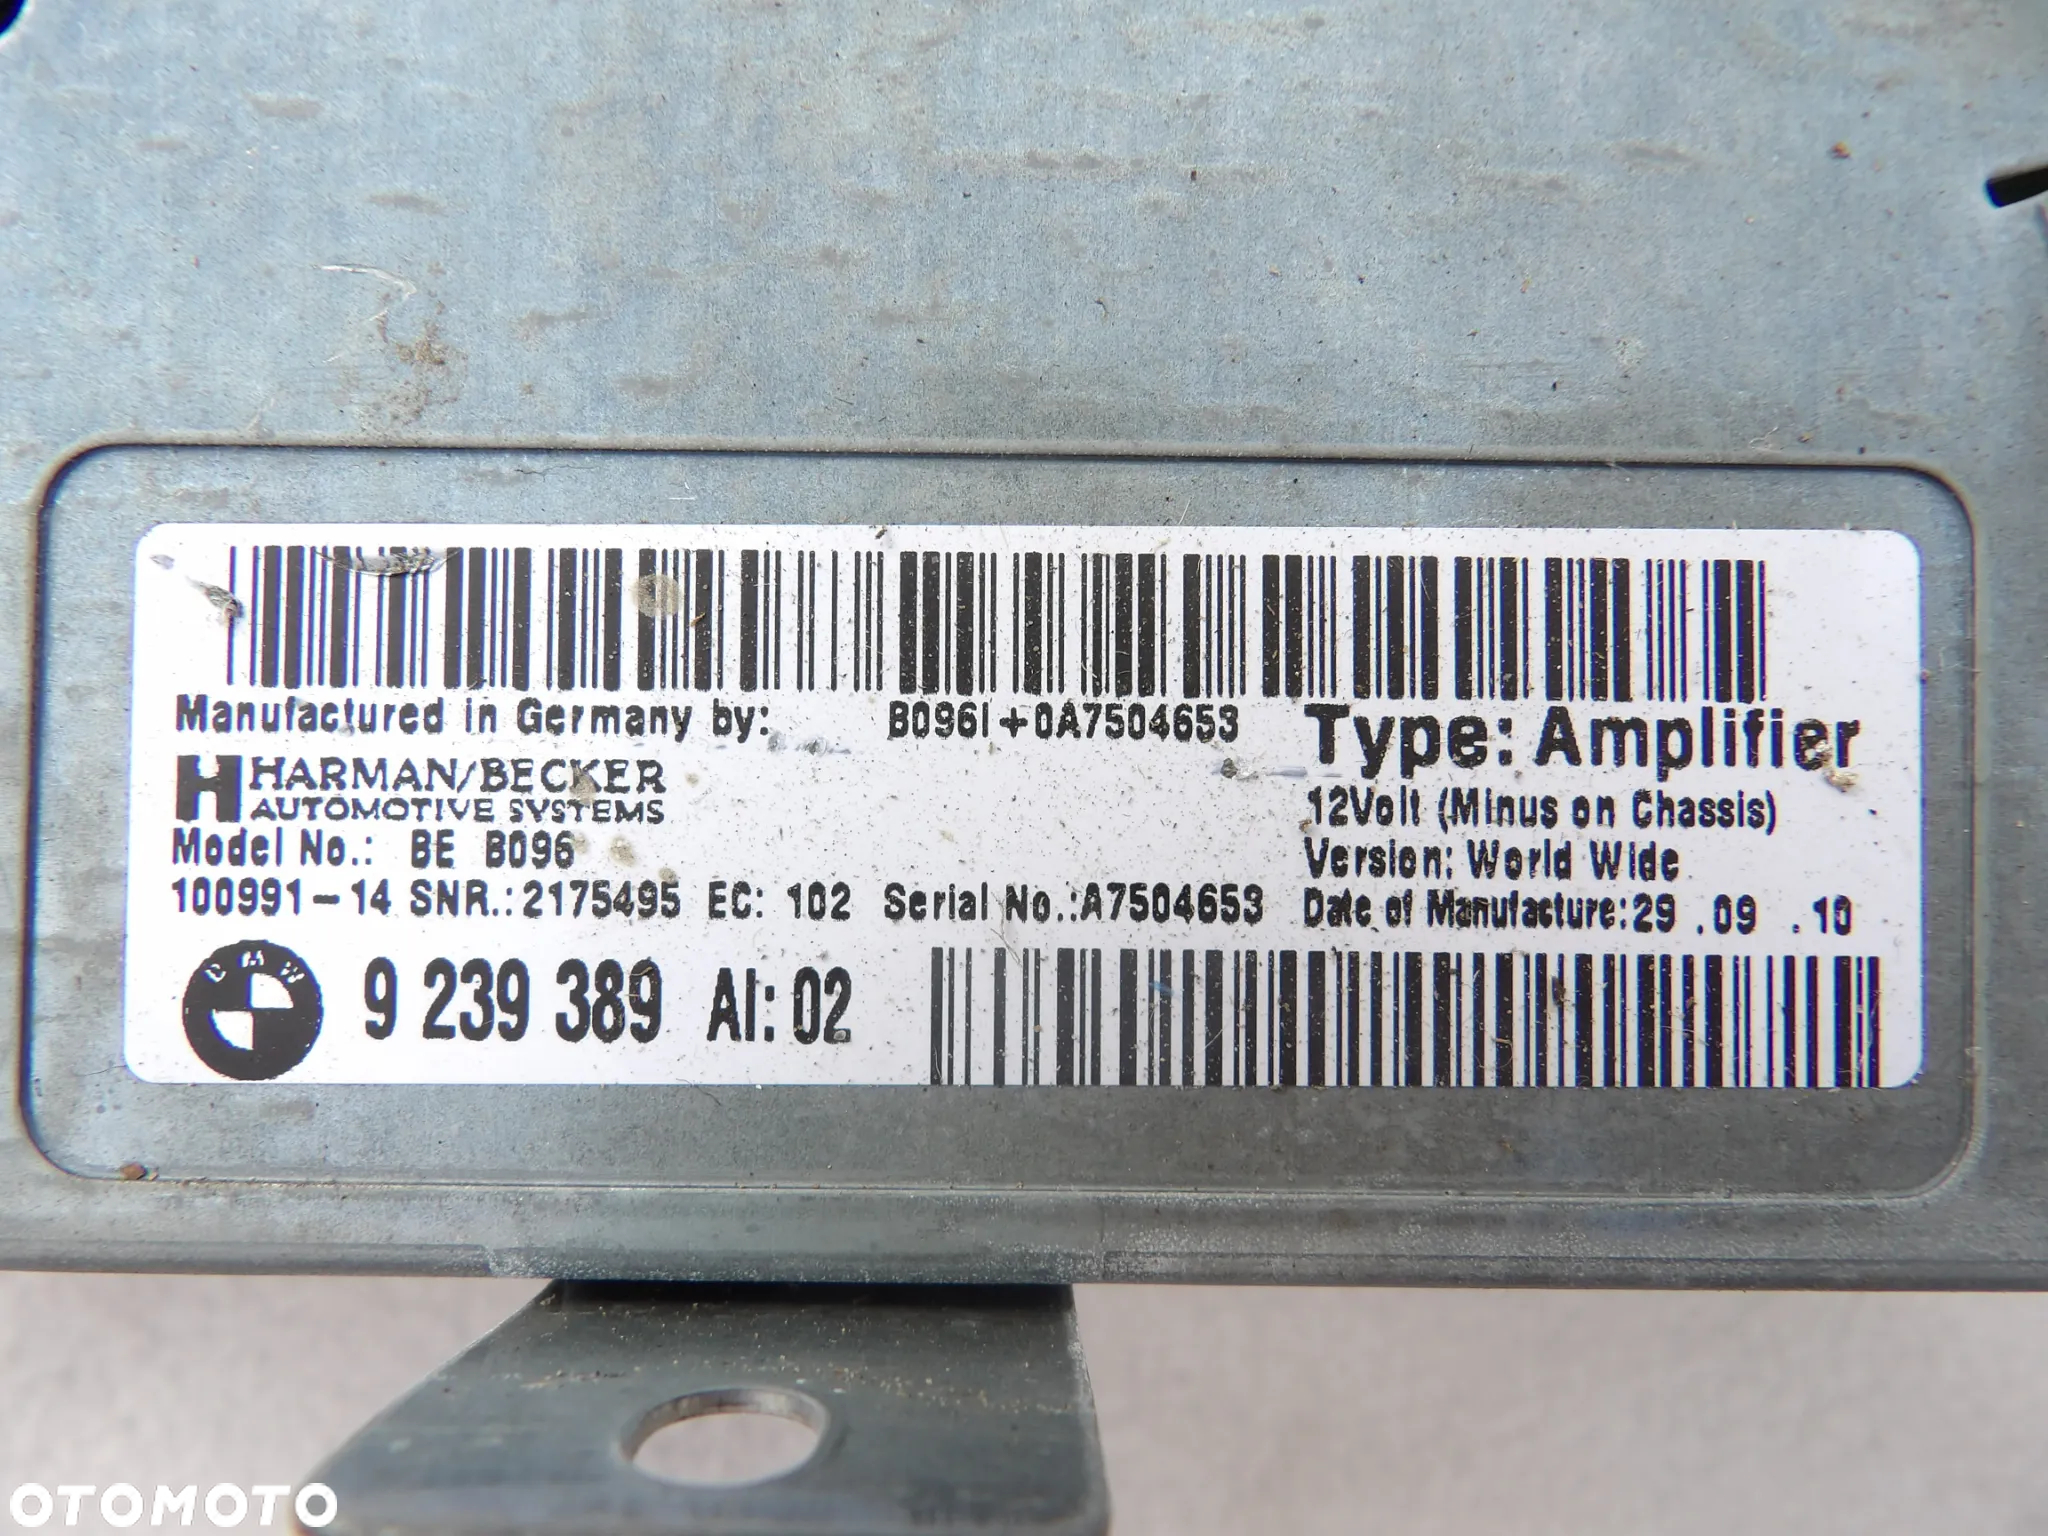 Manufactured in Germany by: B096I+0A7504653
Type: Amplifier
HARMAN/BECKER
AUTOMOTIVE SYSTEMS
12Volt (Minus on Chassis)
Model No.: BE B096
Version: World Wide
100991-14 SNR.:2175495 EC: 102 Serial No.:A7504653
Date of Manufacture:29 .09 .10
BMW
9 239 389 AI: 02
OTOMOTO